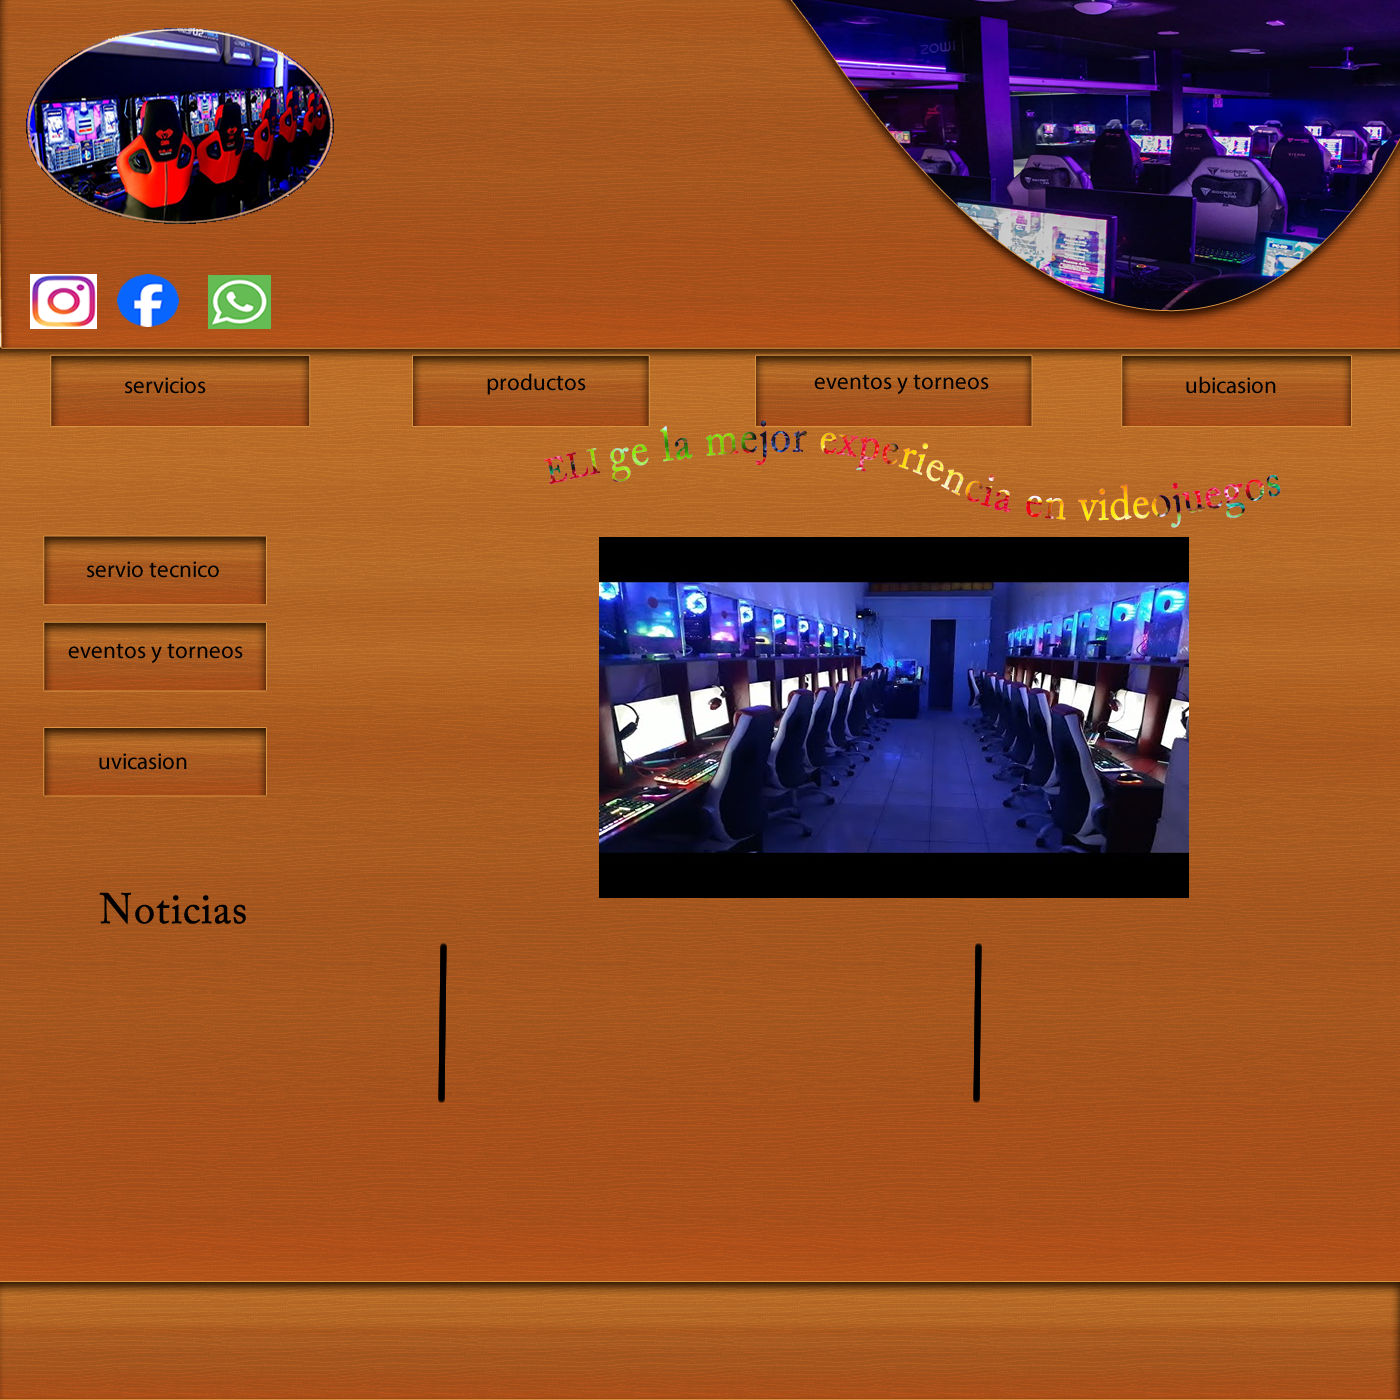 servicios
productos
eventos y torneos
ubicasion
ELI ge la mejor experiencia en videojuegos
servio tecnico
eventos y torneos
uvicasion
Noticias